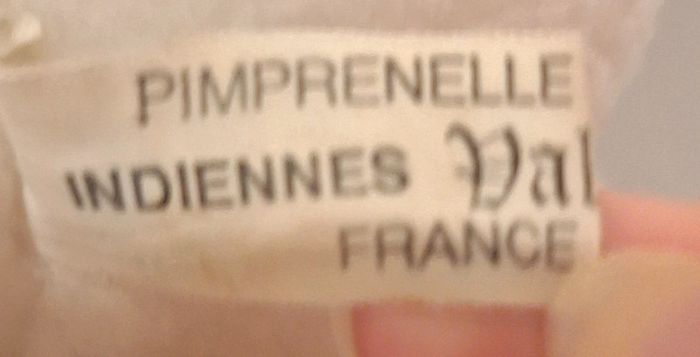 PIMPRENELLE
INDIENNES Val
FRANCE